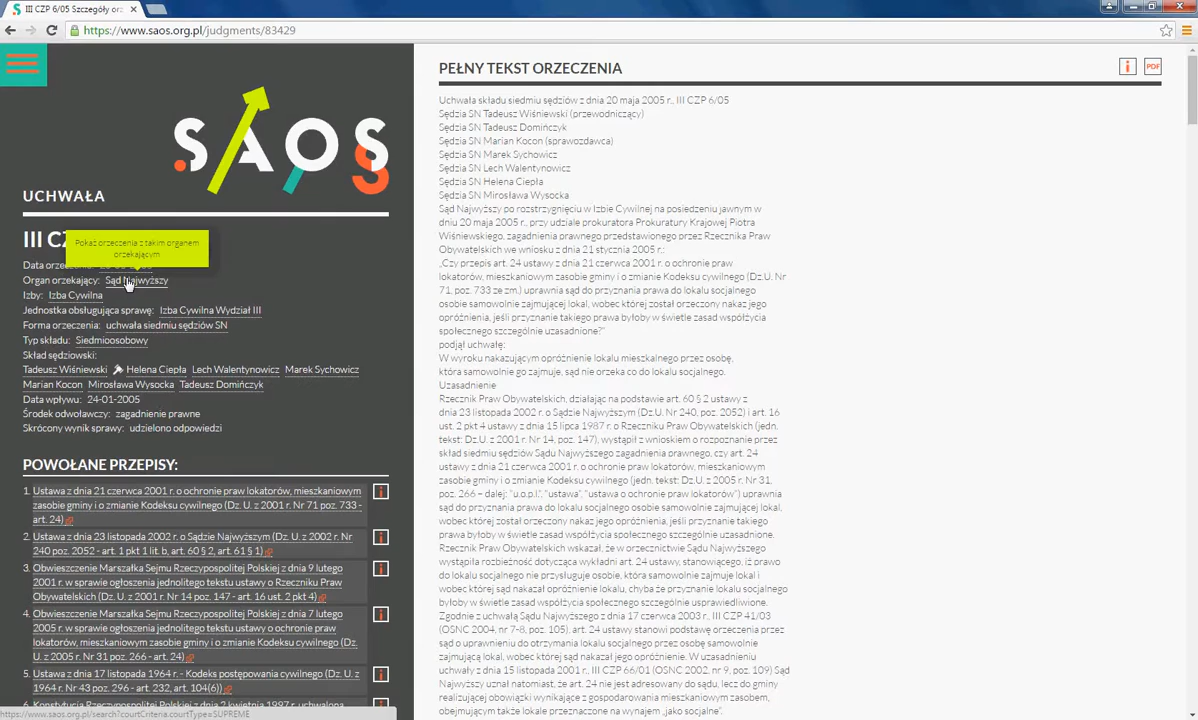 III CZP 6/05 Szczegóły orz
https://www.saos.org.pl/judgments/83429
SAOS
UCHWAŁA
III CZ
Pokaż orzeczenia z takim organem
orzekającym
Data orzeczenia:
Organ orzekający: Sąd Najwyższy
Izby: Izba Cywilna
Jednostka obsługująca sprawę: Izba Cywilna Wydział III
Forma orzeczenia: uchwała siedmiu sędziów SN
Typ składu: Siedmioosobowy
Skład sędziowski:
Tadeusz Wiśniewski Helena Ciepła Lech Walentynowicz Marek Sychowicz
Marian Kocon Mirosława Wysocka Tadeusz Domińczyk
Data wpływu: 24-01-2005
Środek odwoławczy: zagadnienie prawne
Skrócony wynik sprawy: udzielono odpowiedzi
POWOŁANE PRZEPISY:
1. Ustawa z dnia 21 czerwca 2001 r. o ochronie praw lokatorów, mieszkaniowym
zasobie gminy i o zmianie Kodeksu cywilnego (Dz. U. z 2001 r. Nr 71 poz. 733 -
art. 24)
2. Ustawa z dnia 23 listopada 2002 r. o Sądzie Najwyższym (Dz. U. z 2002 r. Nr
240 poz. 2052 - art. 1 pkt 1 lit. b, art. 60 § 2, art. 61 § 1)
3. Obwieszczenie Marszałka Sejmu Rzeczypospolitej Polskiej z dnia 9 lutego
2001 r. w sprawie ogłoszenia jednolitego tekstu ustawy o Rzeczniku Praw
Obywatelskich (Dz. U. z 2001 r. Nr 14 poz. 147 - art. 16 ust. 2 pkt 4)
4. Obwieszczenie Marszałka Sejmu Rzeczypospolitej Polskiej z dnia 7 lutego
2005 r. w sprawie ogłoszenia jednolitego tekstu ustawy o ochronie praw
lokatorów, mieszkaniowym zasobie gminy i o zmianie Kodeksu cywilnego (Dz.
U. z 2005 r. Nr 31 poz. 266 - art. 24)
5. Ustawa z dnia 17 listopada 1964 r. - Kodeks postępowania cywilnego (Dz. U. z
1964 r. Nr 43 poz. 296 - art. 232, art. 104(6))
6. Konstytucja Rzeczypospolitej Polskiej z dnia 2 kwietnia 1997 r. uchwalona
https://www.saos.org.pl/search?courtCriteria.courtType=SUPREME
PEŁNY TEKST ORZECZENIA
PDF
Uchwała składu siedmiu sędziów z dnia 20 maja 2005 r., III CZP 6/05
Sędzia SN Tadeusz Wiśniewski (przewodniczący)
Sędzia SN Tadeusz Domińczyk
Sędzia SN Marian Kocon (sprawozdawca)
Sędzia SN Marek Sychowicz
Sędzia SN Lech Walentynowicz
Sędzia SN Helena Ciepła
Sędzia SN Mirosława Wysocka
Sąd Najwyższy po rozstrzygnięciu w Izbie Cywilnej na posiedzeniu jawnym w
dniu 20 maja 2005 r., przy udziale prokuratora Prokuratury Krajowej Piotra
Wiśniewskiego, zagadnienia prawnego przedstawionego przez Rzecznika Praw
Obywatelskich we wniosku z dnia 21 stycznia 2005 r.;
„Czy przepis art. 24 ustawy z dnia 21 czerwca 2001 r. o ochronie praw
lokatorów, mieszkaniowym zasobie gminy i o zmianie Kodeksu cywilnego (Dz.U. Nr
71, poz. 733 ze zm.) uprawnia sąd do przyznania prawa do lokalu socjalnego
osobie samowolnie zajmującej lokal, wobec której został orzeczony nakaz jego
opróżnienia, jeśli przyznanie takiego prawa byłoby w świetle zasad współżycia
społecznego szczególnie uzasadnione?"
podjął uchwałę:
W wyroku nakazującym opróżnienie lokalu mieszkalnego przez osobę,
która samowolnie go zajmuje, sąd nie orzeka co do lokalu socjalnego.
Uzasadnienie
Rzecznik Praw Obywatelskich, działając na podstawie art. 60 § 2 ustawy z
dnia 23 listopada 2002 r. o Sądzie Najwyższym (Dz.U. Nr 240, poz. 2052) i art. 16
ust. 2 pkt 4 ustawy z dnia 15 lipca 1987 r. o Rzeczniku Praw Obywatelskich (jedn.
tekst: Dz.U. z 2001 r. Nr 14, poz. 147), wystąpił z wnioskiem o rozpoznanie przez
skład siedmiu sędziów Sądu Najwyższego zagadnienia prawnego, czy art. 24
ustawy z dnia 21 czerwca 2001 r. o ochronie praw lokatorów, mieszkaniowym
zasobie gminy i o zmianie Kodeksu cywilnego (jedn. tekst: Dz.U. z 2005 r. Nr 31,
poz. 266 – dalej: "u.o.p.l.", "ustawa", "ustawa o ochronie praw lokatorów") uprawnia
sąd do przyznania prawa do lokalu socjalnego osobie samowolnie zajmującej lokal,
wobec której został orzeczony nakaz jego opróżnienia, jeśli przyznanie takiego
prawa byłoby w świetle zasad współżycia społecznego szczególnie uzasadnione.
Rzecznik Praw Obywatelskich wskazał, że w orzecznictwie Sądu Najwyższego
wystąpiła rozbieżność dotycząca wykładni art. 24 ustawy, stanowiącego, iż prawo
do lokalu socjalnego nie przysługuje osobie, która samowolnie zajmuje lokal i
wobec której sąd nakazał opróżnienie lokalu, chyba że przyznanie lokalu socjalnego
byłoby w świetle zasad współżycia społecznego szczególnie usprawiedliwione.
Zgodnie z uchwałą Sądu Najwyższego z dnia 17 czerwca 2003 r., III CZP 41/03
(OSNC 2004, nr 7-8, poz. 105). art. 24 ustawy stanowi podstawę orzeczenia przez
sąd o uprawnieniu do otrzymania lokalu socjalnego przez osobę samowolnie
zajmującą lokal, wobec której sąd nakazał jego opróżnienie. W uzasadnieniu
uchwały z dnia 15 listopada 2001 r., III CZP 66/01 (OSNC 2002, nr 9, poz. 109) Sąd
Najwyższy uznał natomiast, że art. 24 nie jest adresowany do sądu, lecz do gminy
realizującej obowiązki wynikające z gospodarowania mieszkaniowym zasobem,
obejmującym także lokale przeznaczone na wynajem „jako socjalne".